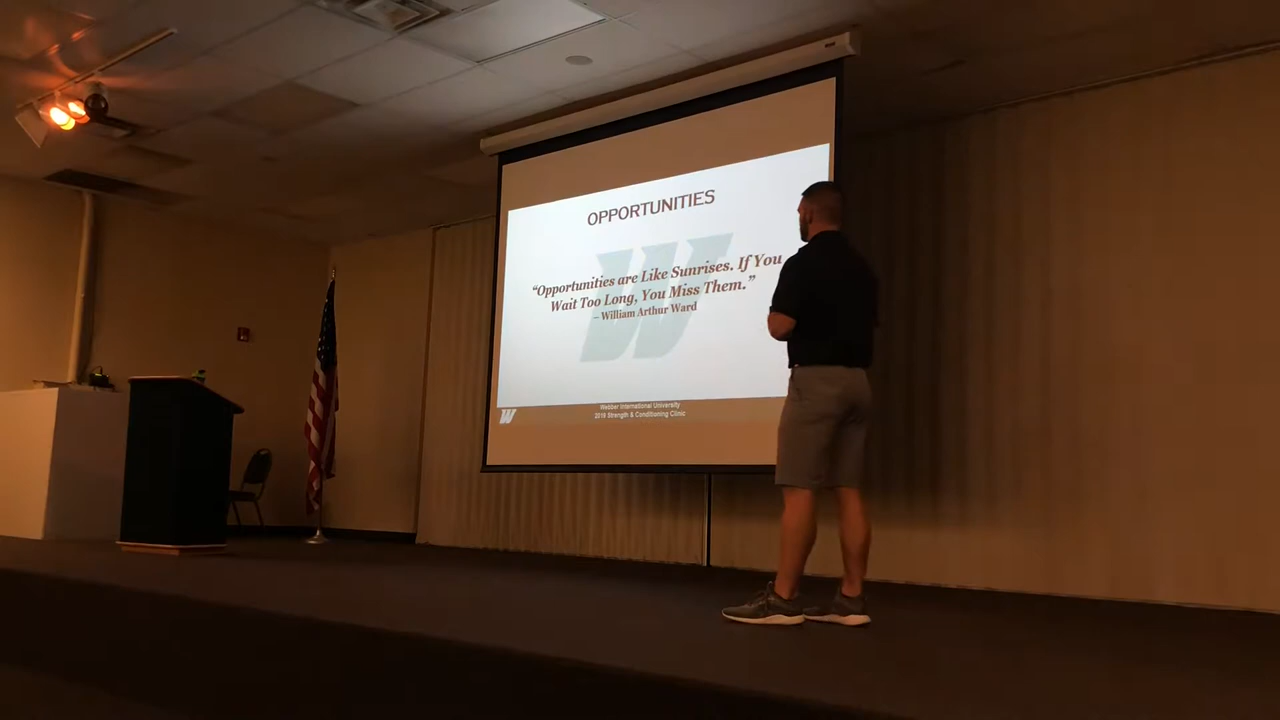 OPPORTUNITIES
“Opportunities are Like Sunrises. If You
Wait Too Long, You Miss Them.”
– William Arthur Ward
W
W
Webber International University
2019 Strength & Conditioning Clinic